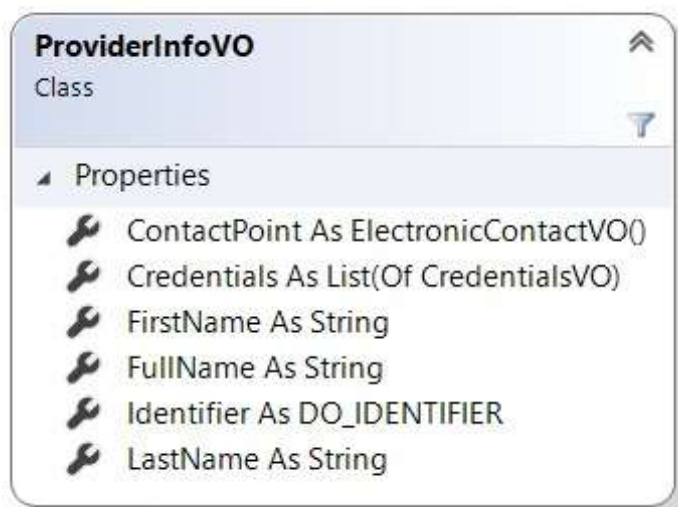 ProviderInfoVO
Class
Properties
ContactPoint As ElectronicContactVO()
Credentials As List(Of CredentialsVO)
FirstName As String
FullName As String
Identifier As DO_IDENTIFIER
LastName As String